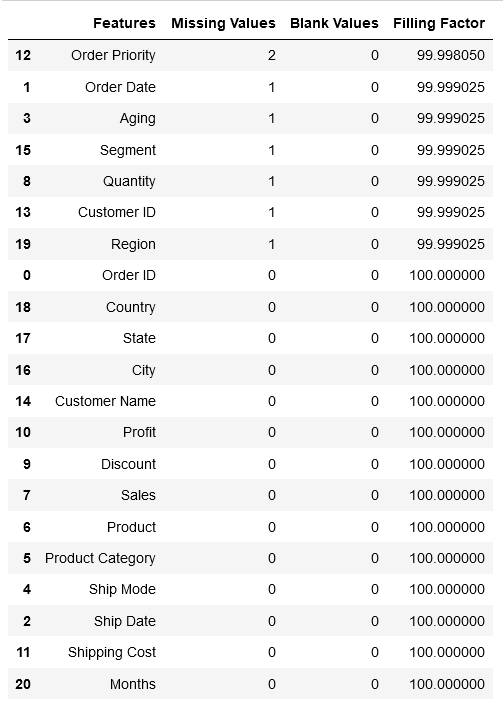 Features Missing Values Blank Values Filling Factor
12 Order Priority 2 0 99.998050
1 Order Date 1 0 99.999025
3 Aging 1 0 99.999025
15 Segment 1 0 99.999025
8 Quantity 1 0 99.999025
13 Customer ID 1 0 99.999025
19 Region 1 0 99.999025
0 Order ID 0 0 100.000000
18 Country 0 0 100.000000
17 State 0 0 100.000000
16 City 0 0 100.000000
14 Customer Name 0 0 100.000000
10 Profit 0 0 100.000000
9 Discount 0 0 100.000000
7 Sales 0 0 100.000000
6 Product 0 0 100.000000
5 Product Category 0 0 100.000000
4 Ship Mode 0 0 100.000000
2 Ship Date 0 0 100.000000
11 Shipping Cost 0 0 100.000000
20 Months 0 0 100.000000